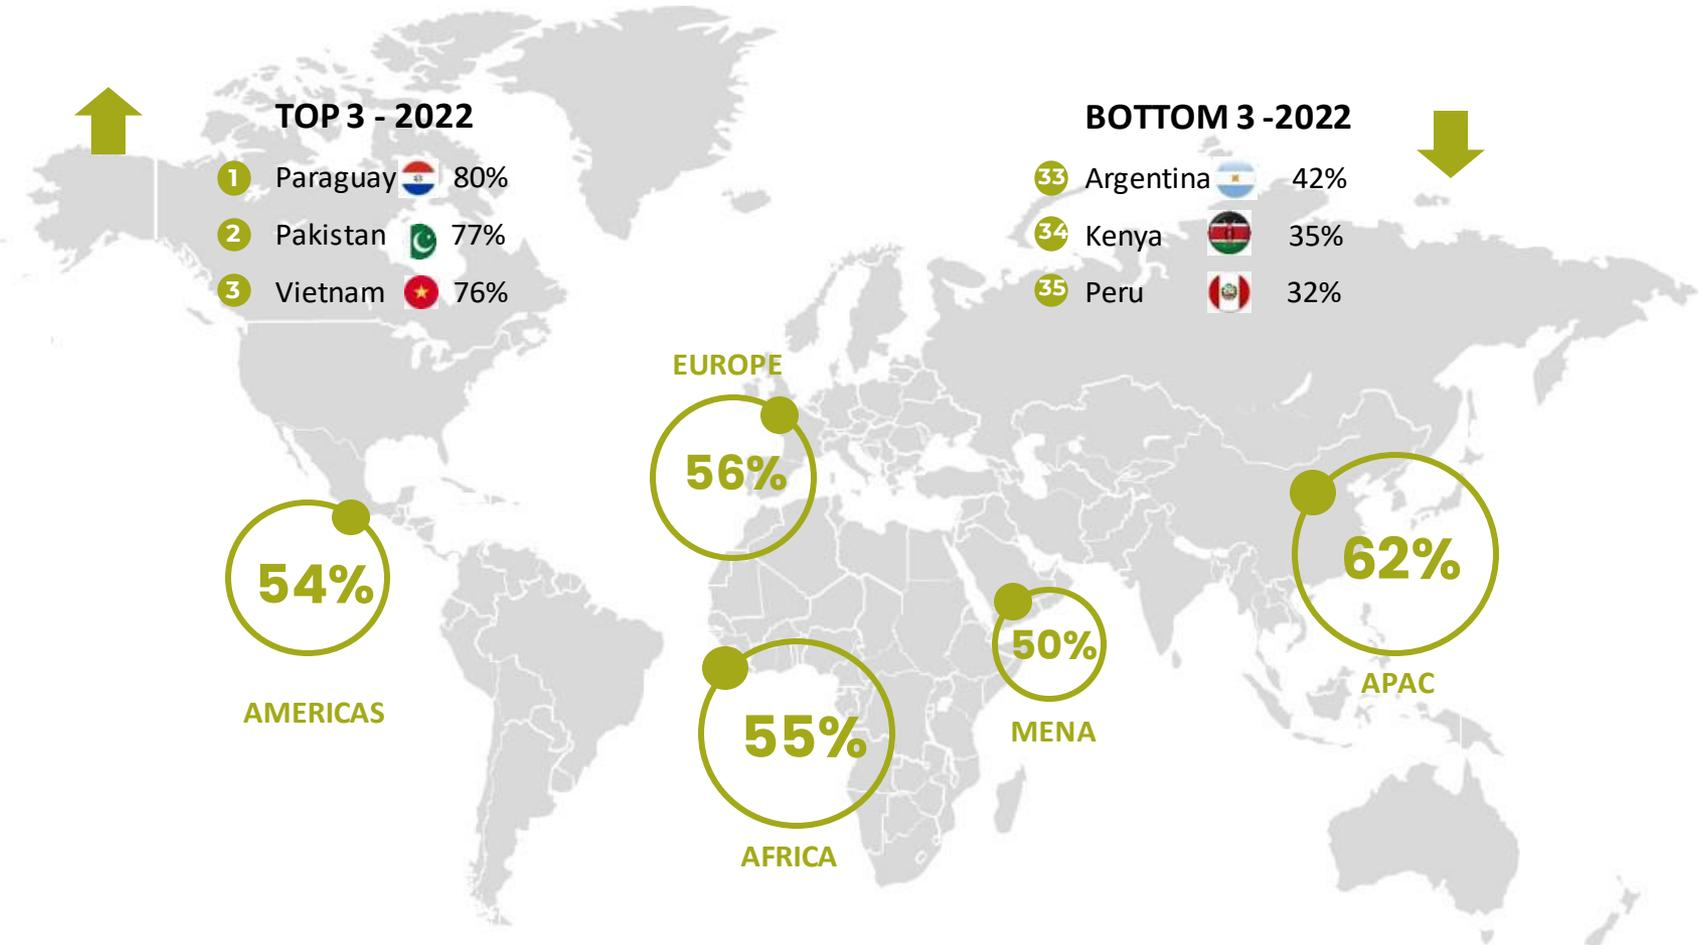 TOP 3 - 2022
1 Paraguay 80%
2 Pakistan 77%
3 Vietnam 76%
BOTTOM 3 -2022
33 Argentina 42%
34 Kenya 35%
35 Peru 32%
EUROPE
56%
54%
AMERICAS
62%
APAC
50%
MENA
55%
AFRICA